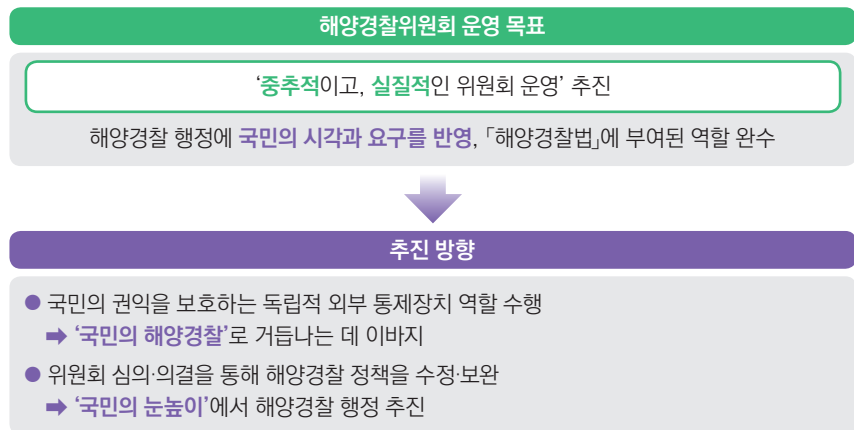 해양경찰위원회 운영 목표
‘중추적이고, 실질적인 위원회 운영’ 추진
해양경찰 행정에 국민의 시각과 요구를 반영, 「해양경찰법」에 부여된 역할 완수
추진 방향
● 국민의 권익을 보호하는 독립적 외부 통제장치 역할 수행
➡ ‘국민의 해양경찰’로 거듭나는 데 이바지
● 위원회 심의·의결을 통해 해양경찰 정책을 수정·보완
➡ ‘국민의 눈높이’에서 해양경찰 행정 추진